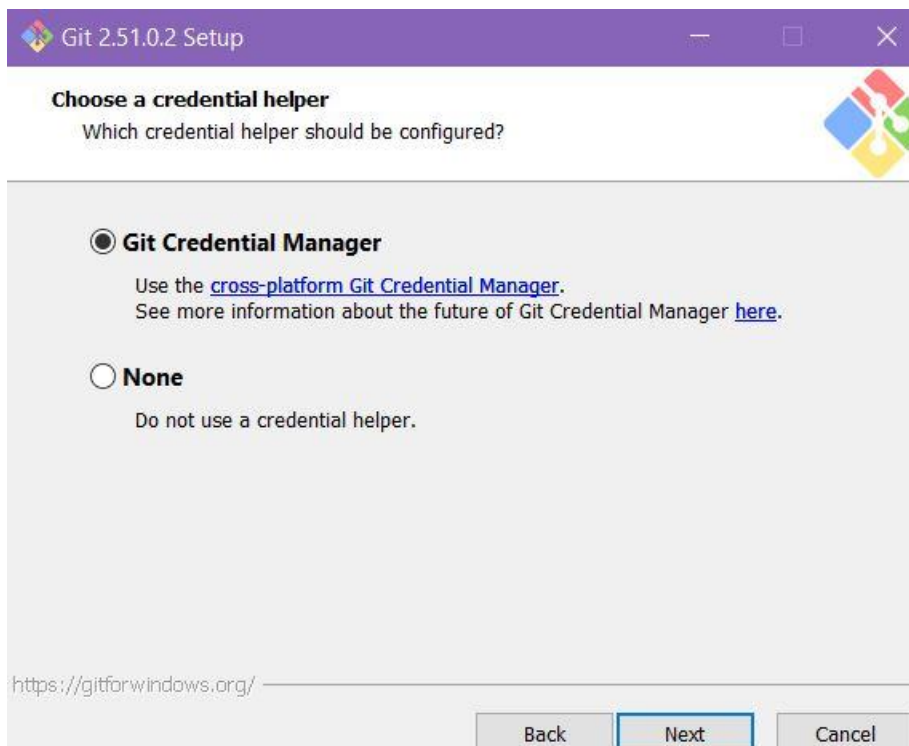 Git 2.51.0.2 Setup
Choose a credential helper
Which credential helper should be configured?
Git Credential Manager
Use the cross-platform Git Credential Manager.
See more information about the future of Git Credential Manager here.
None
Do not use a credential helper.
https://gitforwindows.org/
Back Next Cancel